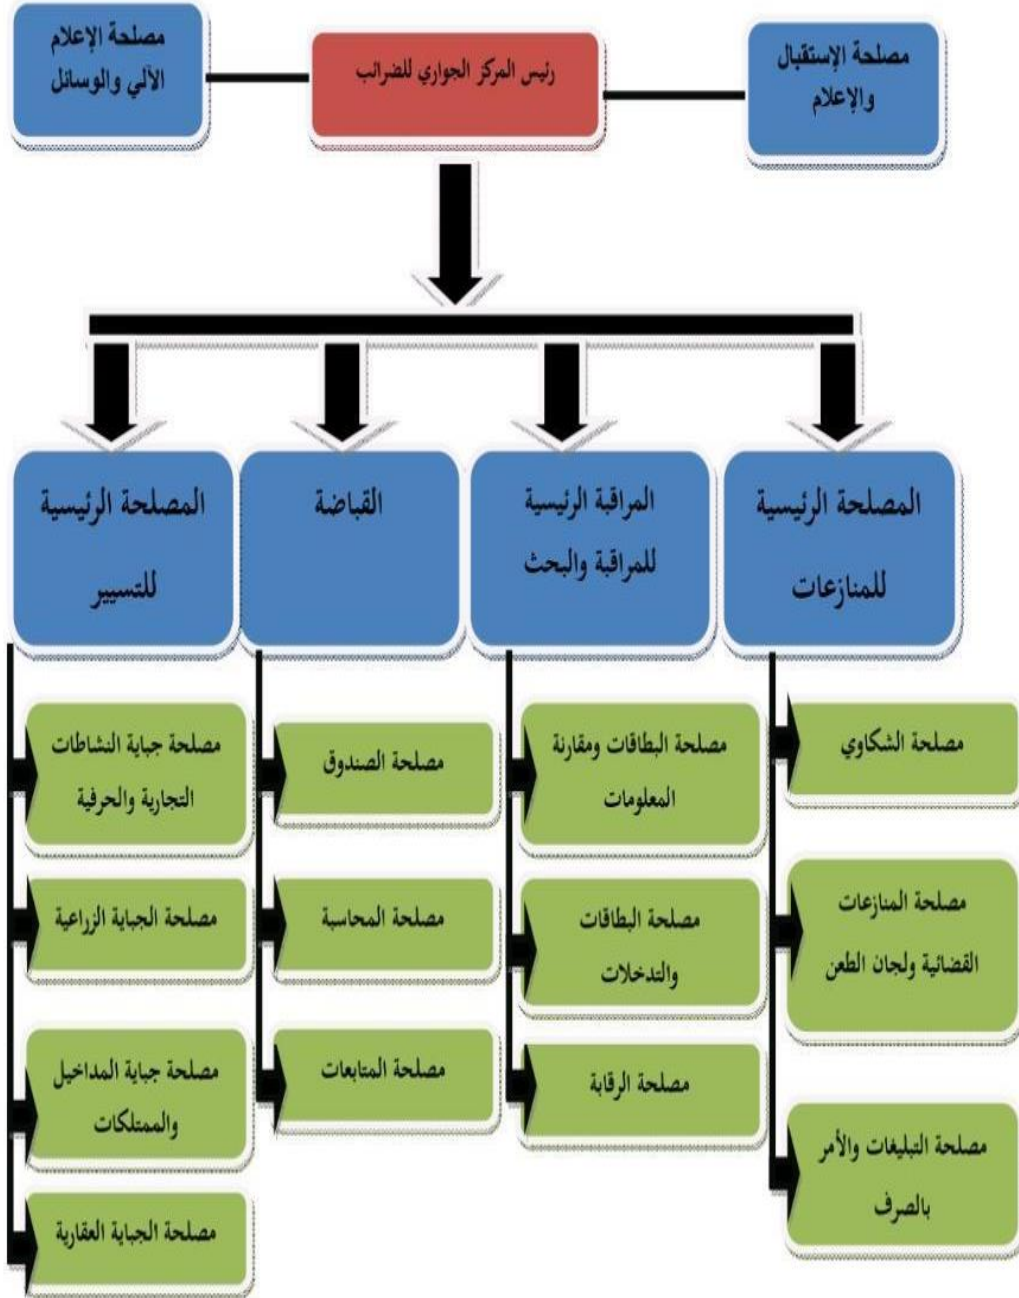 مصلحة الإستقبال
والإعلام
رئيس المركز الجواري للضرائب
مصلحة الإعلام
الآلي والوسائل
المصلحة الرئيسية
للمنازعات
المراقبة الرئيسية
للمراقبة والبحث
القباضة
المصلحة الرئيسية
للتسيير
مصلحة الشكاوي
مصلحة المنازعات
القضائية ولجان الطعن
مصلحة التبليغات والأمر
بالصرف
مصلحة البطاقات ومقارنة
المعلومات
مصلحة البطاقات
والتدخلات
مصلحة الرقابة
مصلحة الصندوق
مصلحة المحاسبة
مصلحة المتابعات
مصلحة جباية النشاطات
التجارية والحرفية
مصلحة الجباية الزراعية
مصلحة جباية المداخيل
والممتلكات
مصلحة الجباية العقارية